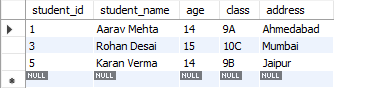 student_id student_name age class address
1 Aarav Mehta 14 9A Ahmedabad
3 Rohan Desai 15 10C Mumbai
5 Karan Verma 14 9B Jaipur
NULL NULL NULL NULL NULL